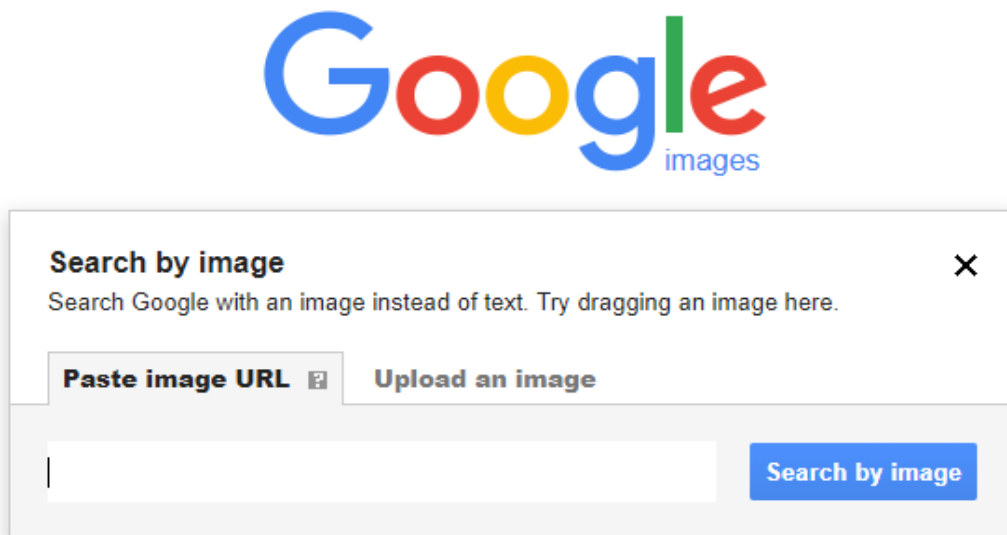 Google
images
Search by image
Search Google with an image instead of text. Try dragging an image here.
Paste image URL ?
Upload an image
Search by image